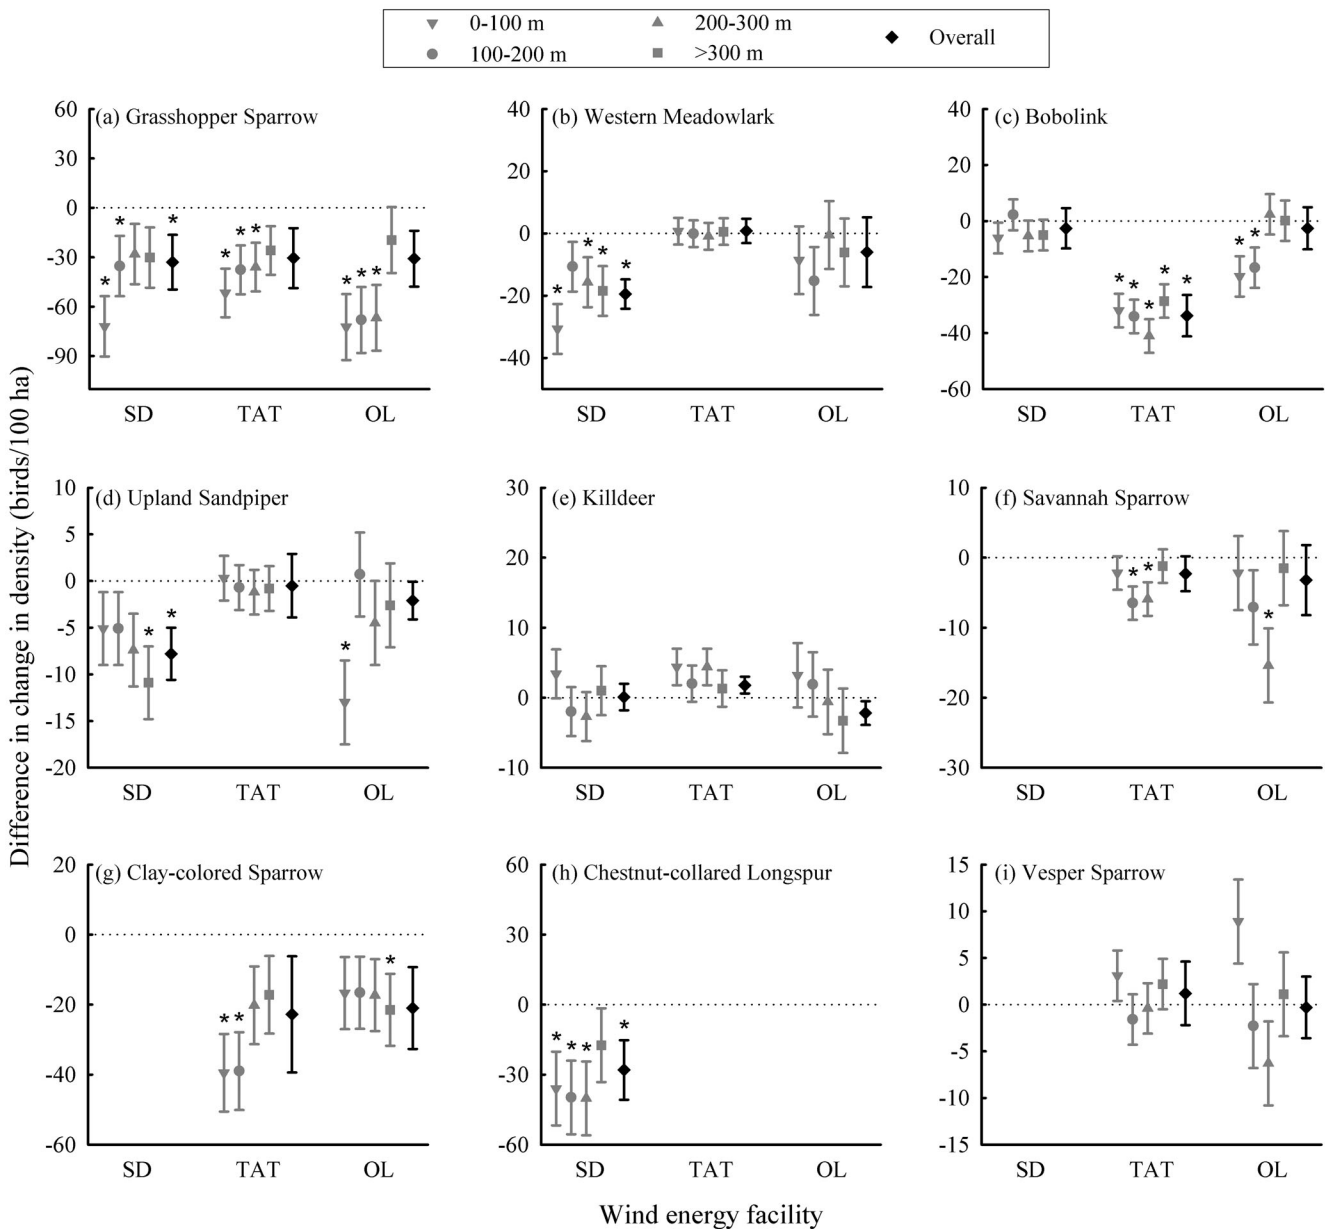 0-100 m
200-300 m
Overall
100-200 m
>300 m
Difference in change in density (birds/100 ha)
(a) Grasshopper Sparrow
60
30
0
-30
-60
-90
* * * * * * * * *
SD TAT OL
(b) Western Meadowlark
40
20
0
-20
-40
* * * *
SD TAT OL
(c) Bobolink
40
20
0
-20
-40
-60
* * * * * * *
SD TAT OL
(d) Upland Sandpiper
10
5
0
-5
-10
-15
-20
* * *
SD TAT OL
(e) Killdeer
30
20
10
0
-10
SD TAT OL
(f) Savannah Sparrow
10
0
-10
-20
-30
* * *
SD TAT OL
(g) Clay-colored Sparrow
20
0
-20
-40
-60
* * *
SD TAT OL
(h) Chestnut-collared Longspur
60
30
0
-30
-60
* * * *
SD TAT OL
(i) Vesper Sparrow
15
10
5
0
-5
-10
-15
SD TAT OL
Wind energy facility